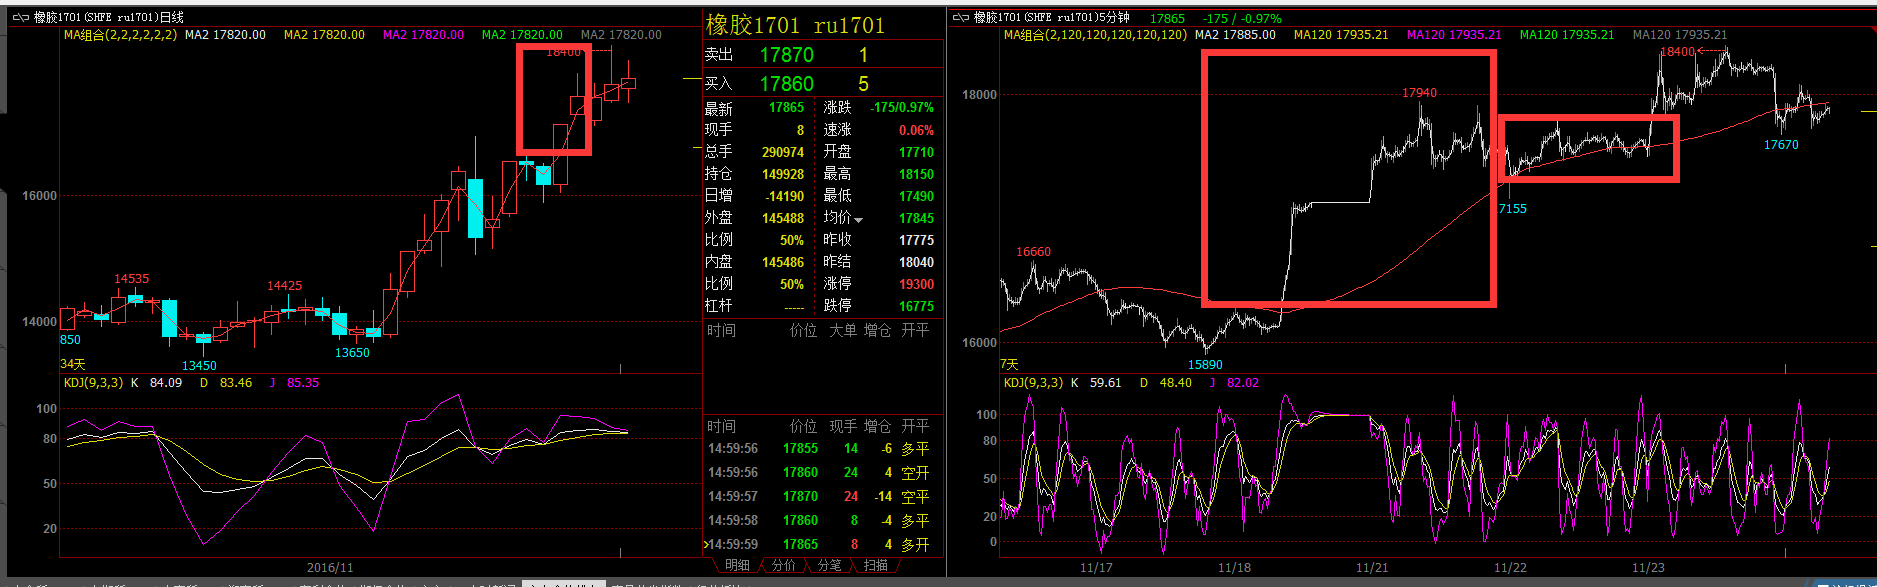 橡胶1701(SHFE ru1701)日线
MA组合(2,2,2,2,2,2) MA2 17820.00 MA2 17820.00 MA2 17820.00 MA2 17820.00 MA2 17820.00
18400
16000
14535
14425
14000
850
13450
13650
34天
KDJ(9,3,3) K 84.09 D 83.46 J 85.35
100
80
50
20
2016/11
橡胶1701 ru1701
卖出 17870 1
买入 17860 5
最新 17865 涨跌 -175/0.97%
现手 8 速涨 0.06%
总手 290974 开盘 17710
持仓 149928 最高 18150
日增 -14190 最低 17490
外盘 145488 均价 17845
比例 50% 昨收 17775
内盘 145486 昨结 18040
比例 50% 涨停 19300
杠杆 ----- 跌停 16775
时间 价位 大单 增仓 开平
时间 价位 现手 增仓 开平
14:59:56 17855 14 -6 多平
14:59:56 17860 24 4 空开
14:59:57 17870 24 -14 空平
14:59:58 17860 8 -4 多平
14:59:59 17865 8 4 多开
明细 分价 分笔 扫描
橡胶1701(SHFE ru1701)5分钟 17865 -175 / -0.97%
MA组合(2,120,120,120,120,120) MA2 17885.00 MA120 17935.21 MA120 17935.21 MA120 17935.21 MA120 17935.21
18400
18000
17940
17670
17155
16660
16000
15890
7天
KDJ(9,3,3) K 59.61 D 48.40 J 82.02
100
80
50
20
0
11/17 11/18 11/21 11/22 11/23